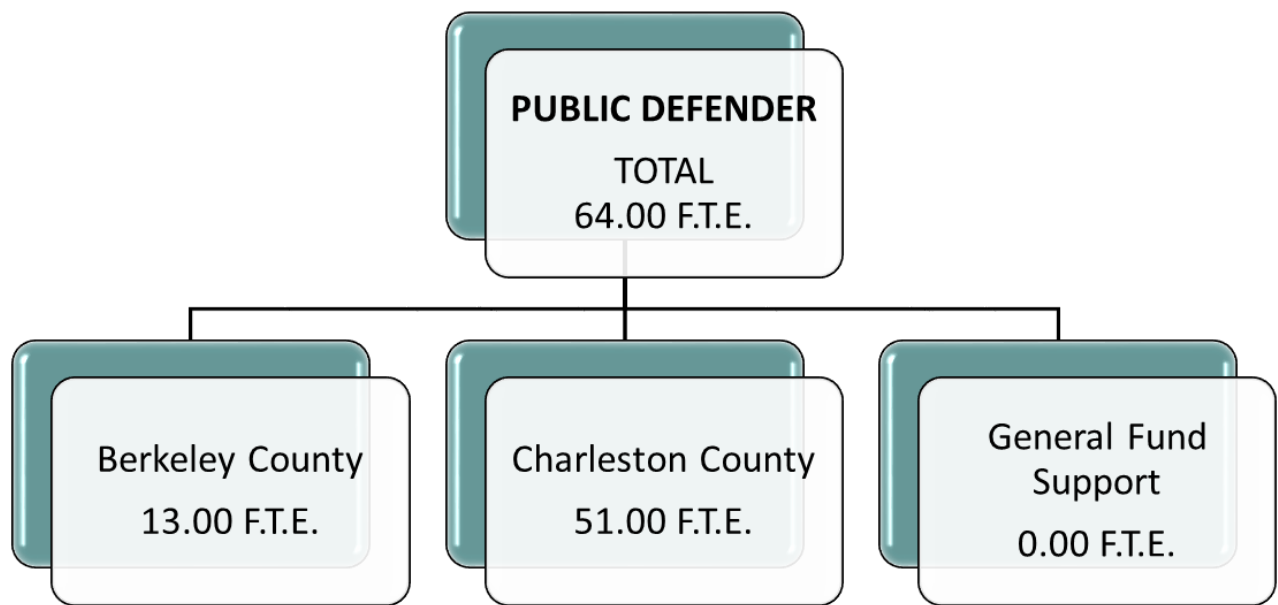 PUBLIC DEFENDER
TOTAL
64.00 F.T.E.
Berkeley County
13.00 F.T.E.
Charleston County
51.00 F.T.E.
General Fund
Support
0.00 F.T.E.